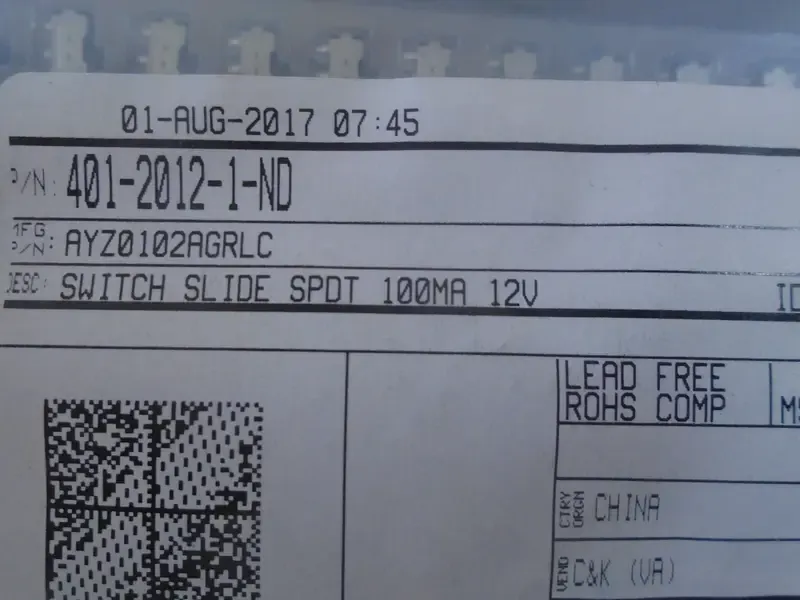 01-AUG-2017 07:45
P/N: 401-2012-1-ND
MFG
P/N: AYZ0102AGRLC
DESC: SWITCH SLIDE SPDT 100MA 12V
LEAD FREE
ROHS COMP
CTRY
ORGN CHINA
VEND C&K (VA)